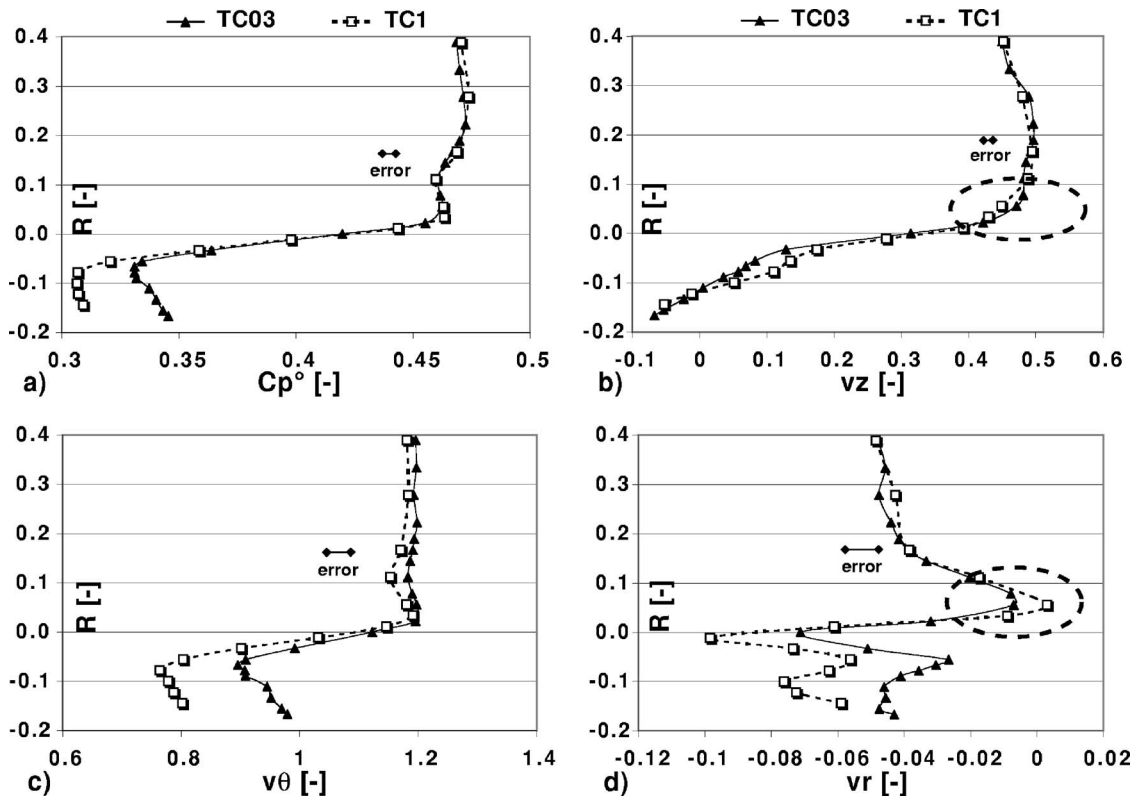 TC03 TC1
TC03 TC1
0.4
0.3
0.2
0.1
0.0
-0.1
-0.2
R [-]
error
0.3 0.35 0.4 0.45 0.5
a) Cp° [-]
0.4
0.3
0.2
0.1
0.0
-0.1
-0.2
R [-]
error
-0.1 0 0.1 0.2 0.3 0.4 0.5 0.6
b) vz [-]
0.4
0.3
0.2
0.1
0.0
-0.1
-0.2
R [-]
error
0.6 0.8 1 1.2 1.4
c) vθ [-]
0.4
0.3
0.2
0.1
0.0
-0.1
-0.2
R [-]
error
-0.12 -0.1 -0.08 -0.06 -0.04 -0.02 0 0.02
d) vr [-]